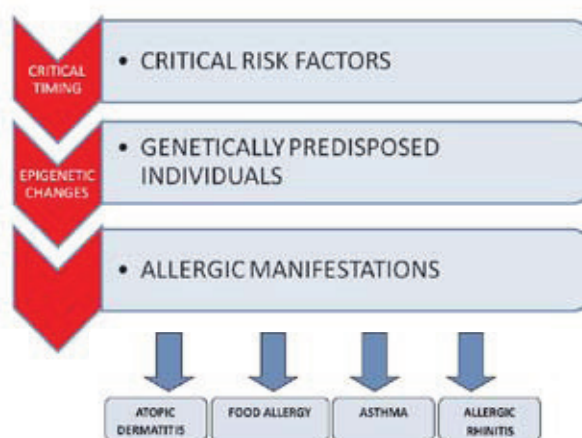 CRITICAL
TIMING
• CRITICAL RISK FACTORS
EPIGENETIC
CHANGES
• GENETICALLY PREDISPOSED
INDIVIDUALS
• ALLERGIC MANIFESTATIONS
ATOPIC
DERMATITIS
FOOD ALLERGY
ASTHMA
ALLERGIC
RHINITIS